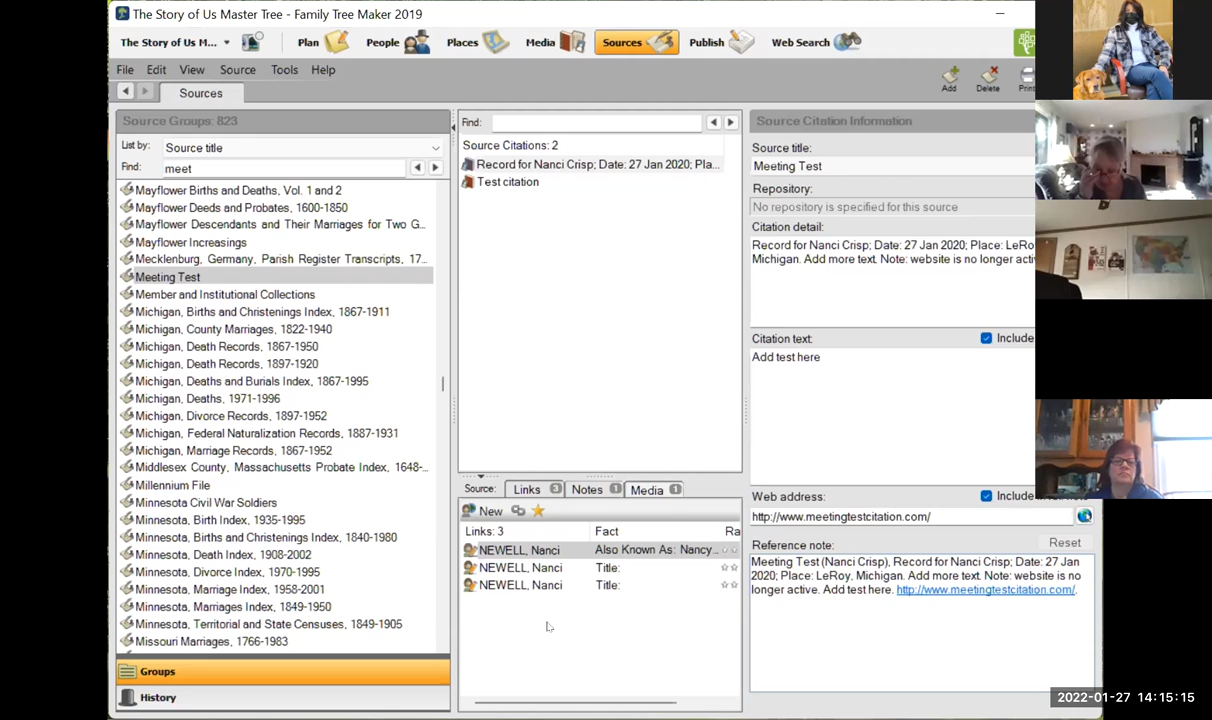 The Story of Us Master Tree - Family Tree Maker 2019
The Story of Us M...
Plan
People
Places
Media
Sources
Publish
Web Search
File
Edit
View
Source
Tools
Help
Add
Delete
Prin
Sources
Source Groups: 823
List by:
Source title
Find:
meet
Mayflower Births and Deaths, Vol. 1 and 2
Mayflower Deeds and Probates, 1600-1850
Mayflower Descendants and Their Marriages for Two G...
Mayflower Increasings
Mecklenburg, Germany, Parish Register Transcripts, 17...
Meeting Test
Member and Institutional Collections
Michigan, Births and Christenings Index, 1867-1911
Michigan, County Marriages, 1822-1940
Michigan, Death Records, 1867-1950
Michigan, Death Records, 1897-1920
Michigan, Deaths and Burials Index, 1867-1995
Michigan, Deaths, 1971-1996
Michigan, Divorce Records, 1897-1952
Michigan, Federal Naturalization Records, 1887-1931
Michigan, Marriage Records, 1867-1952
Middlesex County, Massachusetts Probate Index, 1648-...
Millennium File
Minnesota Civil War Soldiers
Minnesota, Birth Index, 1935-1995
Minnesota, Births and Christenings Index, 1840-1980
Minnesota, Death Index, 1908-2002
Minnesota, Divorce Index, 1970-1995
Minnesota, Marriage Index, 1958-2001
Minnesota, Marriages Index, 1849-1950
Minnesota, Territorial and State Censuses, 1849-1905
Missouri Marriages, 1766-1983
Groups
History
Find:
Source Citations: 2
Record for Nanci Crisp; Date: 27 Jan 2020; Pla...
Test citation
Source:
Links 3
Notes 1
Media 1
New
Links: 3
Fact
Ra
NEWELL, Nanci
Also Known As: Nancy...
NEWELL, Nanci
Title:
NEWELL, Nanci
Title:
Source Citation Information
Source title:
Meeting Test
Repository:
No repository is specified for this source
Citation detail:
Record for Nanci Crisp; Date: 27 Jan 2020; Place: LeRo
Michigan. Add more text. Note: website is no longer activ
Citation text:
Include
Add test here
Web address:
Include
http://www.meetingtestcitation.com/
Reference note:
Reset
Meeting Test (Nanci Crisp), Record for Nanci Crisp; Date: 27 Jan
2020; Place: LeRoy, Michigan. Add more text. Note: website is no
longer active. Add test here. http://www.meetingtestcitation.com/.
2022-01-27 14:15:15